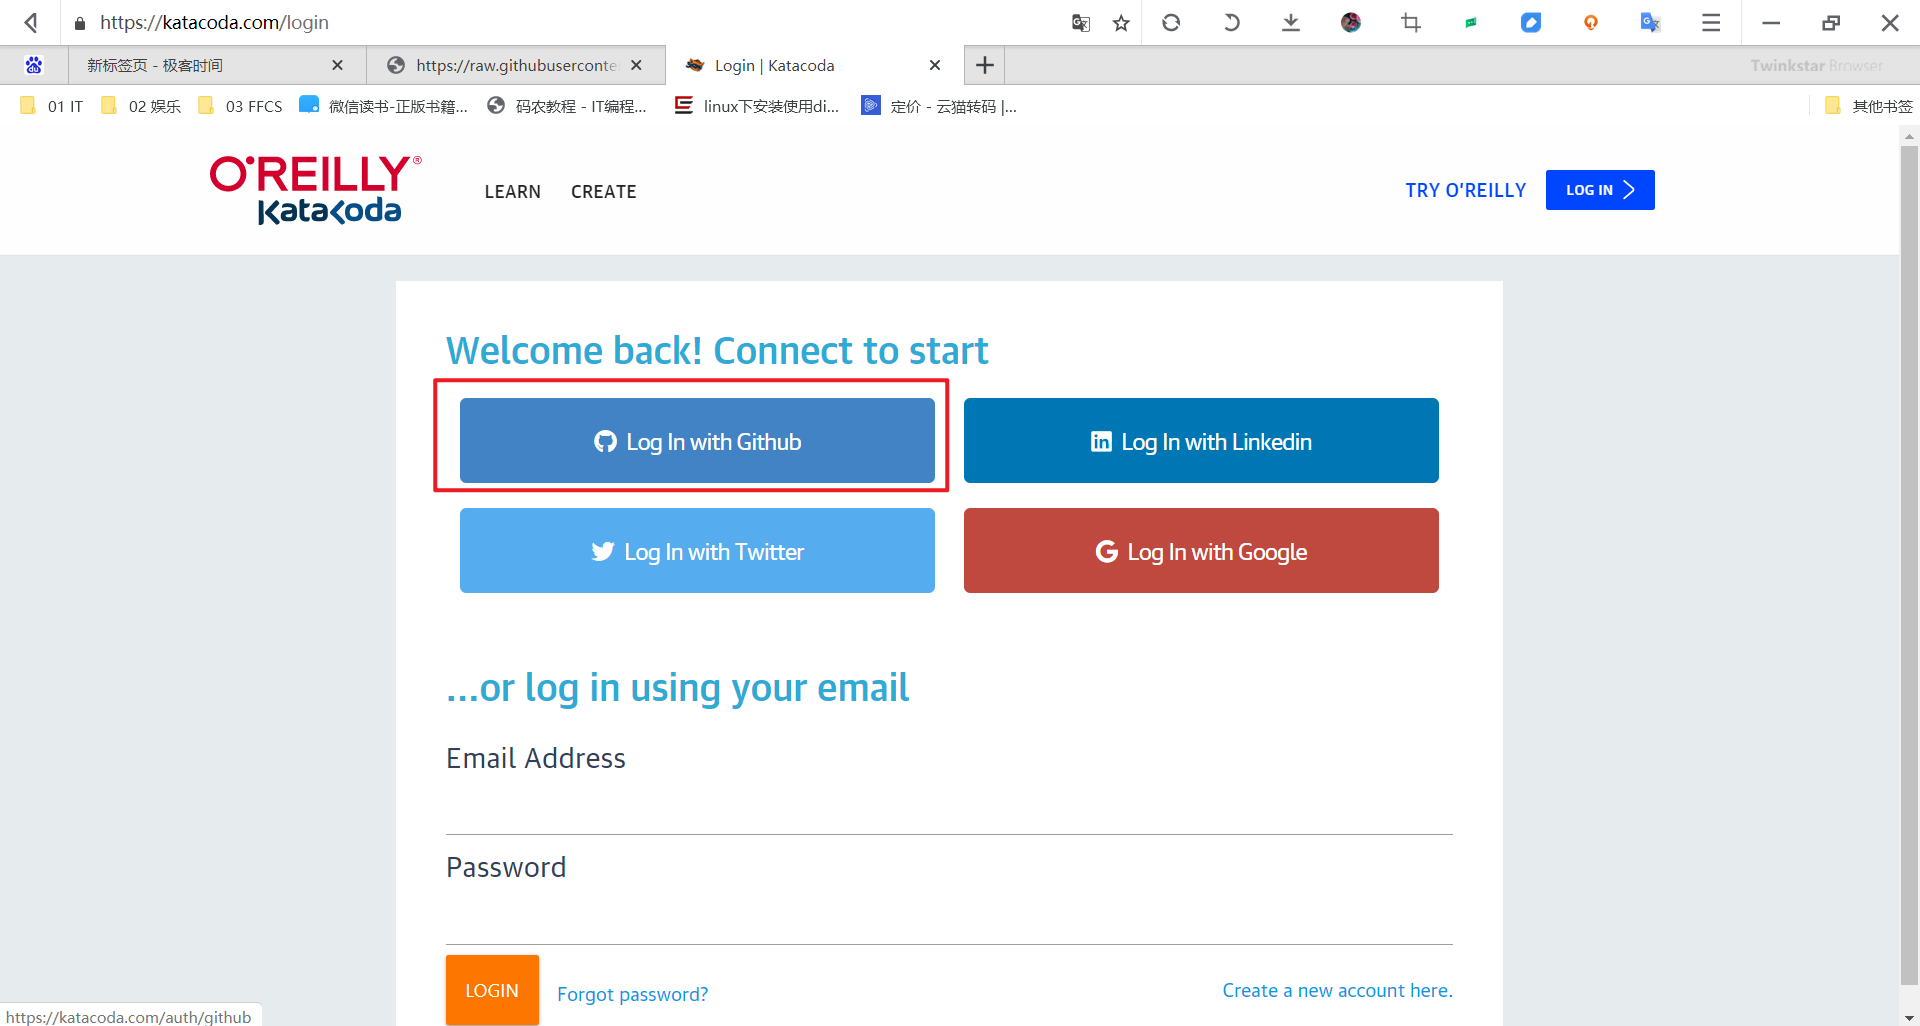 https://katacoda.com/login
新标签页 - 极客时间
https://raw.githubuserconte
Login | Katacoda
Twinkstar Browser
01 IT
02 娱乐
03 FFCS
微信读书-正版书籍...
码农教程 - IT编程...
linux下安装使用di...
定价 - 云猫转码 |...
其他书签
O'REILLY®
Katacoda
LEARN
CREATE
TRY O'REILLY
LOG IN
Welcome back! Connect to start
Log In with Github
Log In with Linkedin
Log In with Twitter
Log In with Google
...or log in using your email
Email Address
Password
LOGIN
Forgot password?
Create a new account here.
https://katacoda.com/auth/github